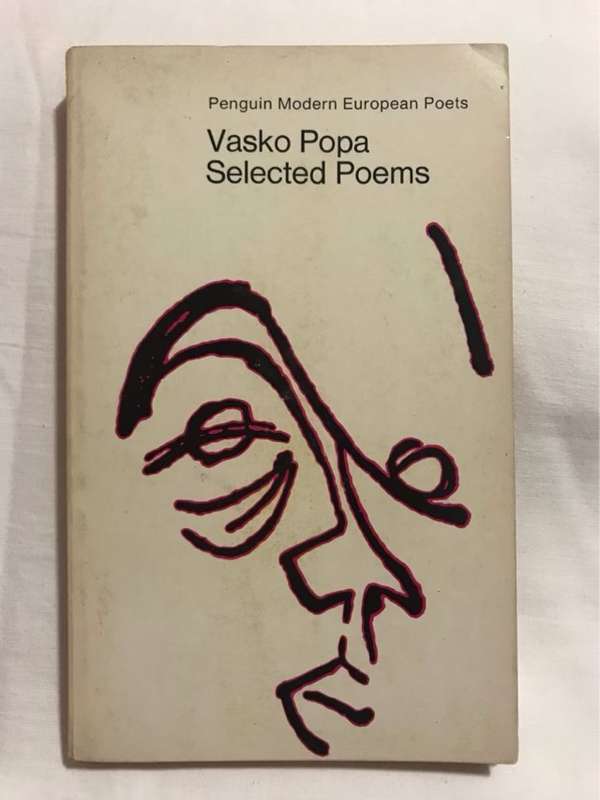 Penguin Modern European Poets
Vasko Popa
Selected Poems